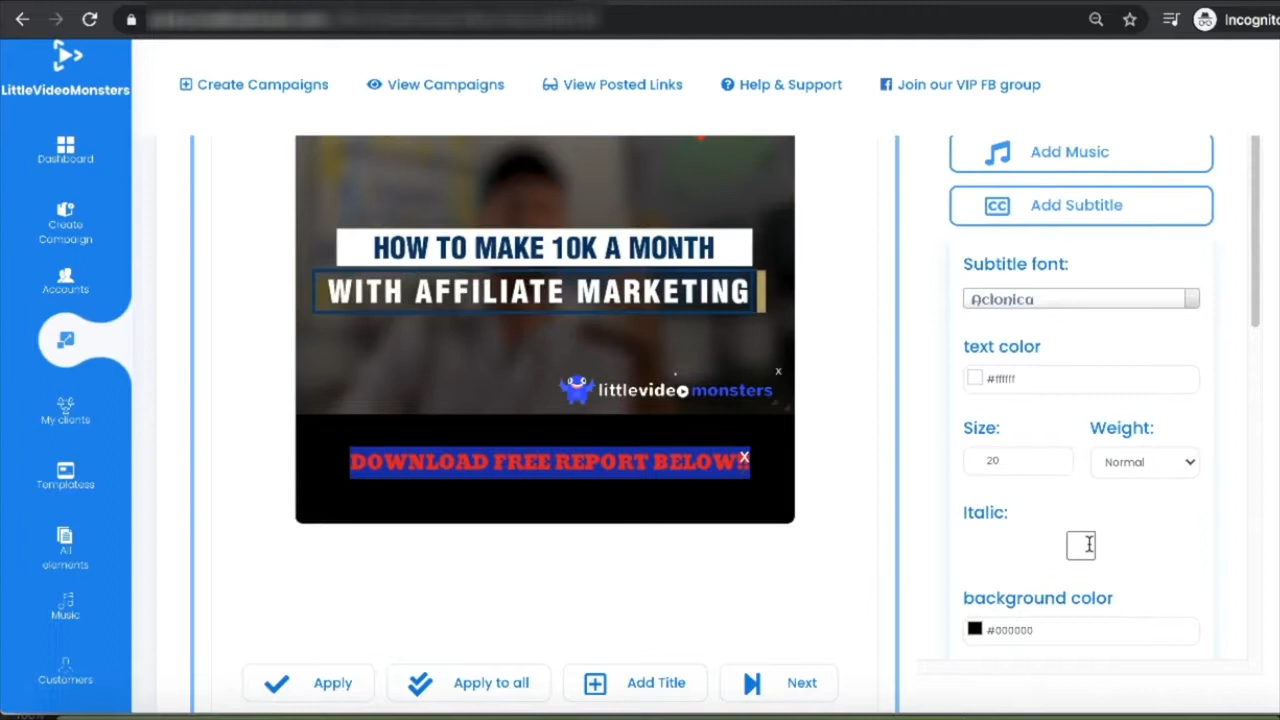 Incognito
LittleVideoMonsters
Create Campaigns
View Campaigns
View Posted Links
Help & Support
Join our VIP FB group
Dashboard
Create
Campaign
Accounts
My clients
Templatess
All
elements
Music
Customers
HOW TO MAKE 10K A MONTH
WITH AFFILIATE MARKETING
x
littlevideomonsters
DOWNLOAD FREE REPORT BELOW!!
X
Apply
Apply to all
Add Title
Next
Add Music
CC Add Subtitle
Subtitle font:
Aclonica
text color
#ffffff
Size:
Weight:
20
Normal
Italic:
background color
#000000